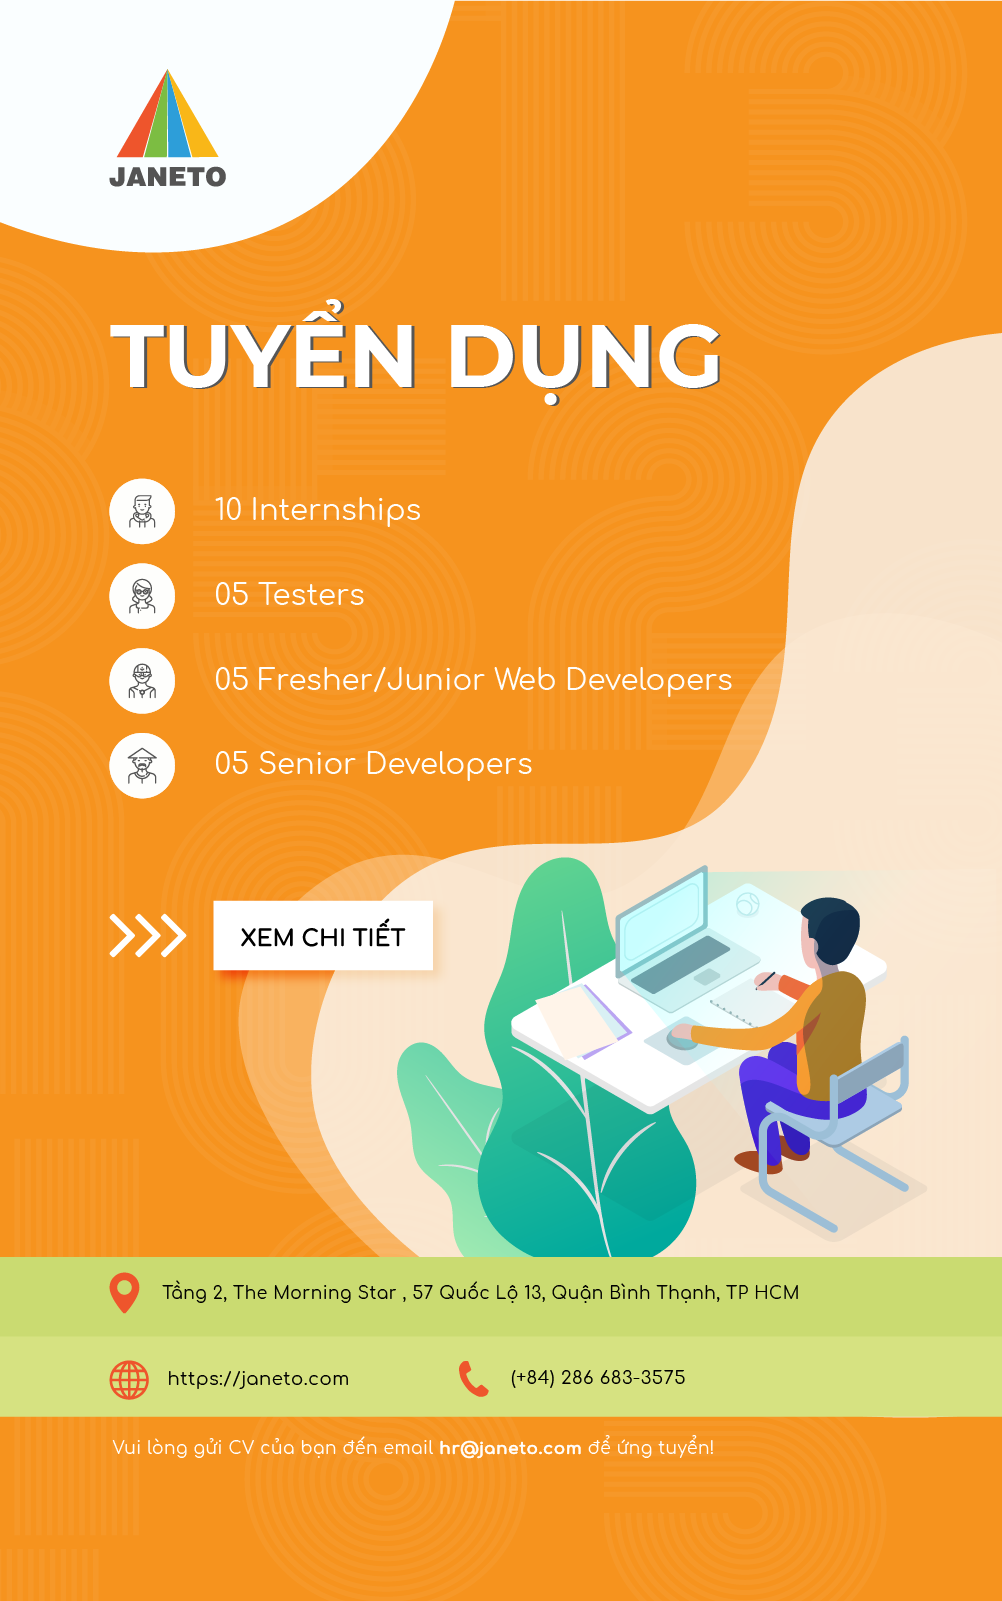 JANETO
TUYỂN DỤNG
10 Internships
05 Testers
05 Fresher/Junior Web Developers
05 Senior Developers
XEM CHI TIẾT
Tầng 2, The Morning Star , 57 Quốc Lộ 13, Quận Bình Thạnh, TP HCM
https://janeto.com
(+84) 286 683-3575
Vui lòng gửi CV của bạn đến email hr@janeto.com để ứng tuyển!